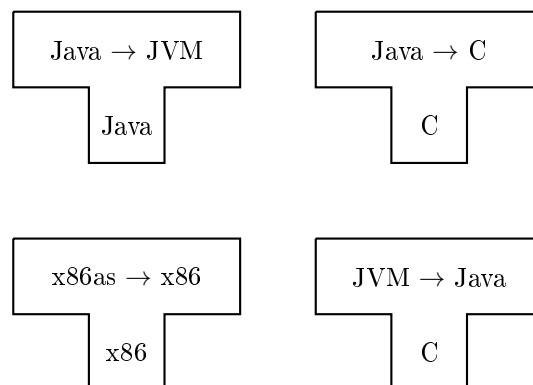 Java → JVM
Java
Java → C
C
x86as → x86
x86
JVM → Java
C